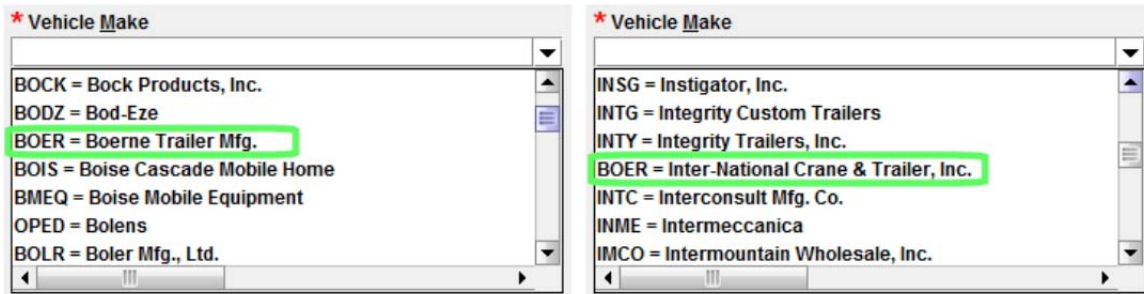 * Vehicle Make
BOCK = Bock Products, Inc.
BODZ = Bod-Eze
BOER = Boerne Trailer Mfg.
BOIS = Boise Cascade Mobile Home
BMEQ = Boise Mobile Equipment
OPED = Bolens
BOLR = Boler Mfg., Ltd.
* Vehicle Make
INSG = Instigator, Inc.
INTG = Integrity Custom Trailers
INTY = Integrity Trailers, Inc.
BOER = Inter-National Crane & Trailer, Inc.
INTC = Interconsult Mfg. Co.
INME = Intermeccanica
IMCO = Intermountain Wholesale, Inc.